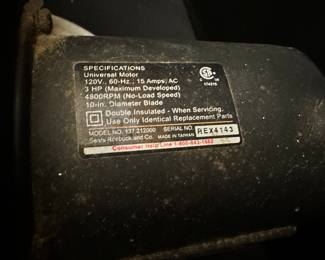 SPECIFICATIONS
Universal Motor
120V., 60-Hz., 15 Amps; AC
3 HP (Maximum Developed)
4800RPM (No-Load Speed)
10-in. Diameter Blade
Double Insulated - When Servicing,
Use Only Identical Replacement Parts
MODEL NO. 137.212000 SERIAL NO. REX4143
Sears Roebuck and Co. MADE IN TAIWAN
Consumer Help Line